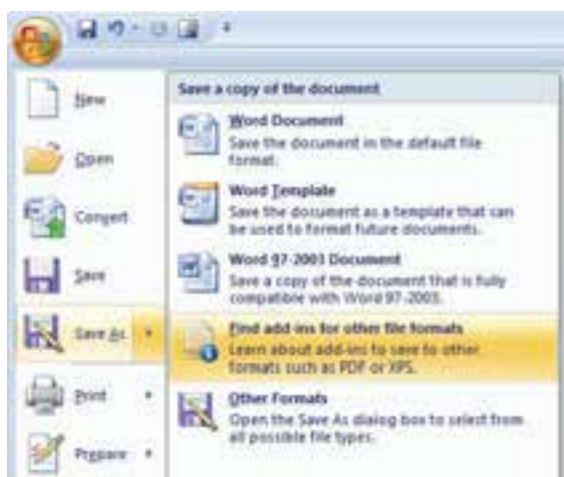 New
Open
Convert
Save
Save As
Print
Prepare
Save a copy of the document
Word Document
Save the document in the default file
format.
Word Template
Save the document as a template that can
be used to format future documents.
Word 97-2003 Document
Save a copy of the document that is fully
compatible with Word 97-2003.
Find add-ins for other file formats
Learn about add-ins to save to other
formats such as PDF or XPS.
Other Formats
Open the Save As dialog box to select from
all possible file types.